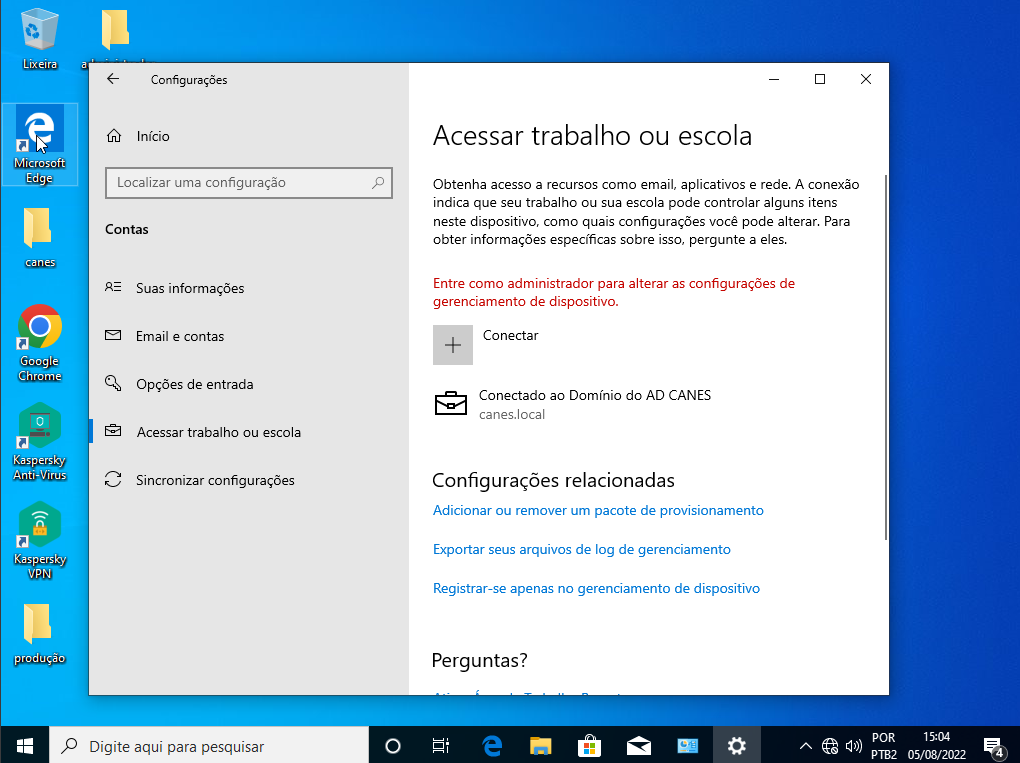 Lixeira
Microsoft
Edge
canes
Google
Chrome
Kaspersky
Anti-Virus
Kaspersky
VPN
produção
Configurações
Início
Localizar uma configuração
Contas
Suas informações
Email e contas
Opções de entrada
Acessar trabalho ou escola
Sincronizar configurações
Acessar trabalho ou escola
Obtenha acesso a recursos como email, aplicativos e rede. A conexão
indica que seu trabalho ou sua escola pode controlar alguns itens
neste dispositivo, como quais configurações você pode alterar. Para
obter informações específicas sobre isso, pergunte a eles.
Entre como administrador para alterar as configurações de
gerenciamento de dispositivo.
Conectar
Conectado ao Domínio do AD CANES
canes.local
Configurações relacionadas
Adicionar ou remover um pacote de provisionamento
Exportar seus arquivos de log de gerenciamento
Registrar-se apenas no gerenciamento de dispositivo
Perguntas?
Digite aqui para pesquisar
POR
PTB2
15:04
05/08/2022
4